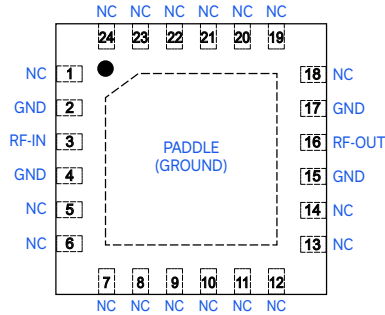 NC NC NC NC NC NC
24 23 22 21 20 19
NC 1 18 NC
GND 2 17 GND
RF-IN 3 16 RF-OUT
PADDLE
(GROUND)
GND 4 15 GND
NC 5 14 NC
NC 6 13 NC
7 8 9 10 11 12
NC NC NC NC NC NC